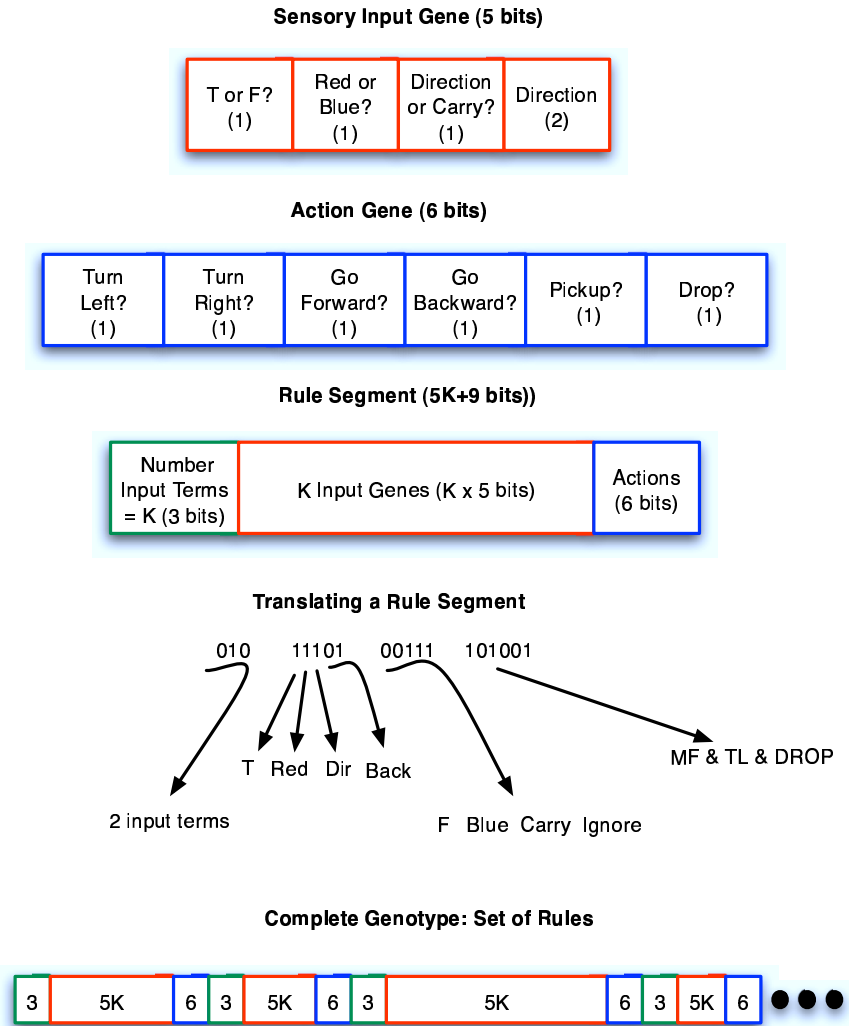 Sensory Input Gene (5 bits)
T or F?
(1)
Red or
Blue?
(1)
Direction
or Carry?
(1)
Direction
(2)
Action Gene (6 bits)
Turn
Left?
(1)
Turn
Right?
(1)
Go
Forward?
(1)
Go
Backward?
(1)
Pickup?
(1)
Drop?
(1)
Rule Segment (5K+9 bits))
Number
Input Terms
= K (3 bits)
K Input Genes (K x 5 bits)
Actions
(6 bits)
Translating a Rule Segment
010 11101 00111 101001
T Red Dir Back
MF & TL & DROP
2 input terms
F Blue Carry Ignore
Complete Genotype: Set of Rules
3 5K 6 3 5K 6 3 5K 6 3 5K 6